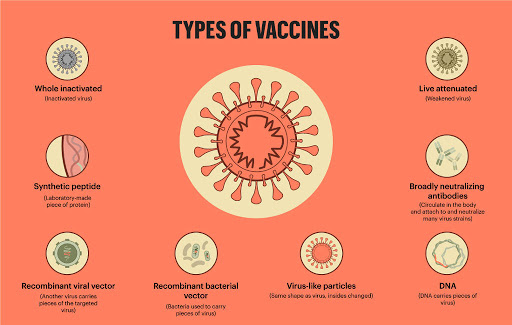 TYPES OF VACCINES
Whole inactivated
(Inactivated virus)
Live attenuated
(Weakened virus)
Synthetic peptide
(Laboratory-made
piece of protein)
Broadly neutralizing
antibodies
(Circulate in the body
and attach to and neutralize
many virus strains)
Recombinant viral vector
(Another virus carries
pieces of the targeted
virus)
Recombinant bacterial
vector
(Bacteria used to carry
pieces of virus)
Virus-like particles
(Same shape as virus, insides changed)
DNA
(DNA carries pieces of
virus)